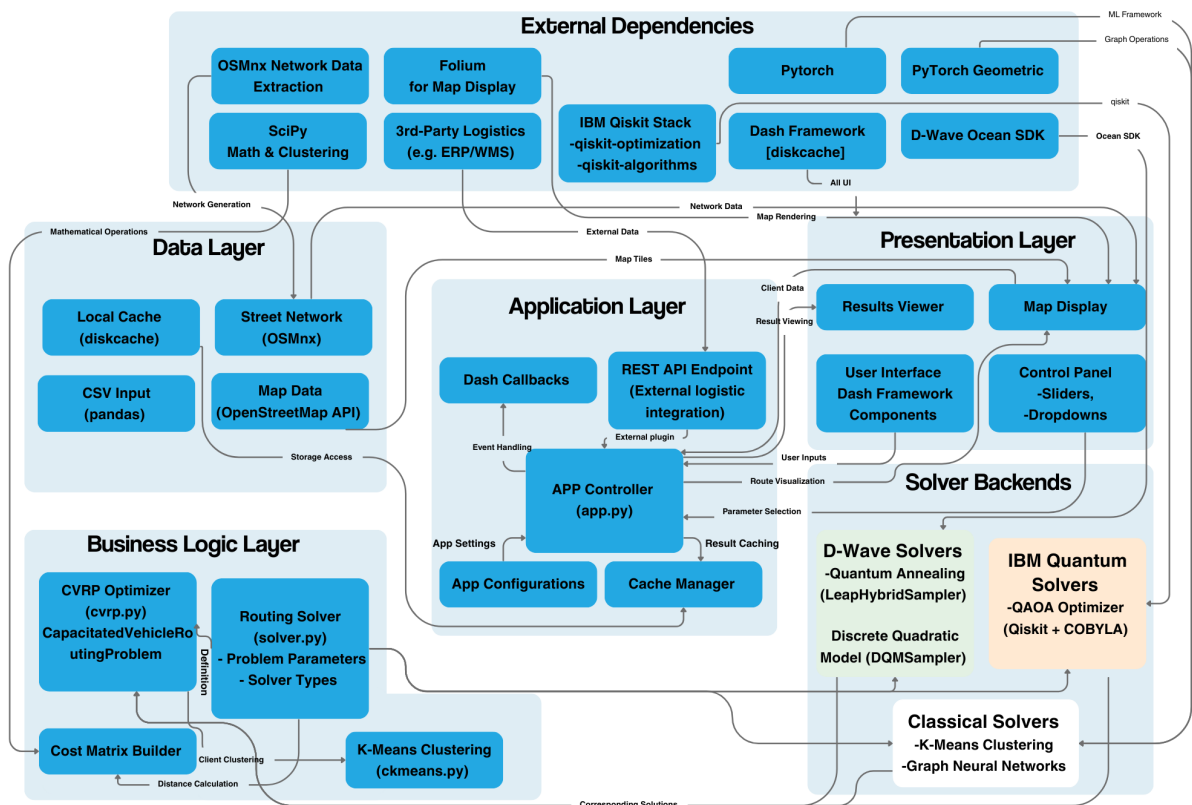 External Dependencies
ML Framework
Graph Operations
OSMnx Network Data
Extraction
Folium
for Map Display
Pytorch
PyTorch Geometric
qiskit
SciPy
Math & Clustering
3rd-Party Logistics
(e.g. ERP/WMS)
IBM Qiskit Stack
-qiskit-optimization
-qiskit-algorithms
Dash Framework
[diskcache]
D-Wave Ocean SDK
Ocean SDK
All UI
Network Generation
Network Data
Map Rendering
Mathematical Operations
External Data
Data Layer
Map Tiles
Presentation Layer
Client Data
Application Layer
Local Cache
(diskcache)
Street Network
(OSMnx)
Result Viewing
Results Viewer
Map Display
CSV Input
(pandas)
Map Data
(OpenStreetMap API)
Dash Callbacks
REST API Endpoint
(External logistic
integration)
User Interface
Dash Framework
Components
Control Panel
-Sliders,
-Dropdowns
Event Handling
External plugin
Storage Access
User Inputs
Route Visualization
APP Controller
(app.py)
Parameter Selection
Solver Backends
Business Logic Layer
App Settings
Result Caching
App Configurations
Cache Manager
D-Wave Solvers
-Quantum Annealing
(LeapHybridSampler)
Discrete Quadratic
Model (DQMSampler)
IBM Quantum
Solvers
-QAOA Optimizer
(Qiskit + COBYLA)
CVRP Optimizer
(cvrp.py)
CapacitatedVehicleRo
utingProblem
Definition
Routing Solver
(solver.py)
- Problem Parameters
- Solver Types
Classical Solvers
-K-Means Clustering
-Graph Neural Networks
Cost Matrix Builder
Client Clustering
K-Means Clustering
(ckmeans.py)
Distance Calculation
Corresponding Solutions